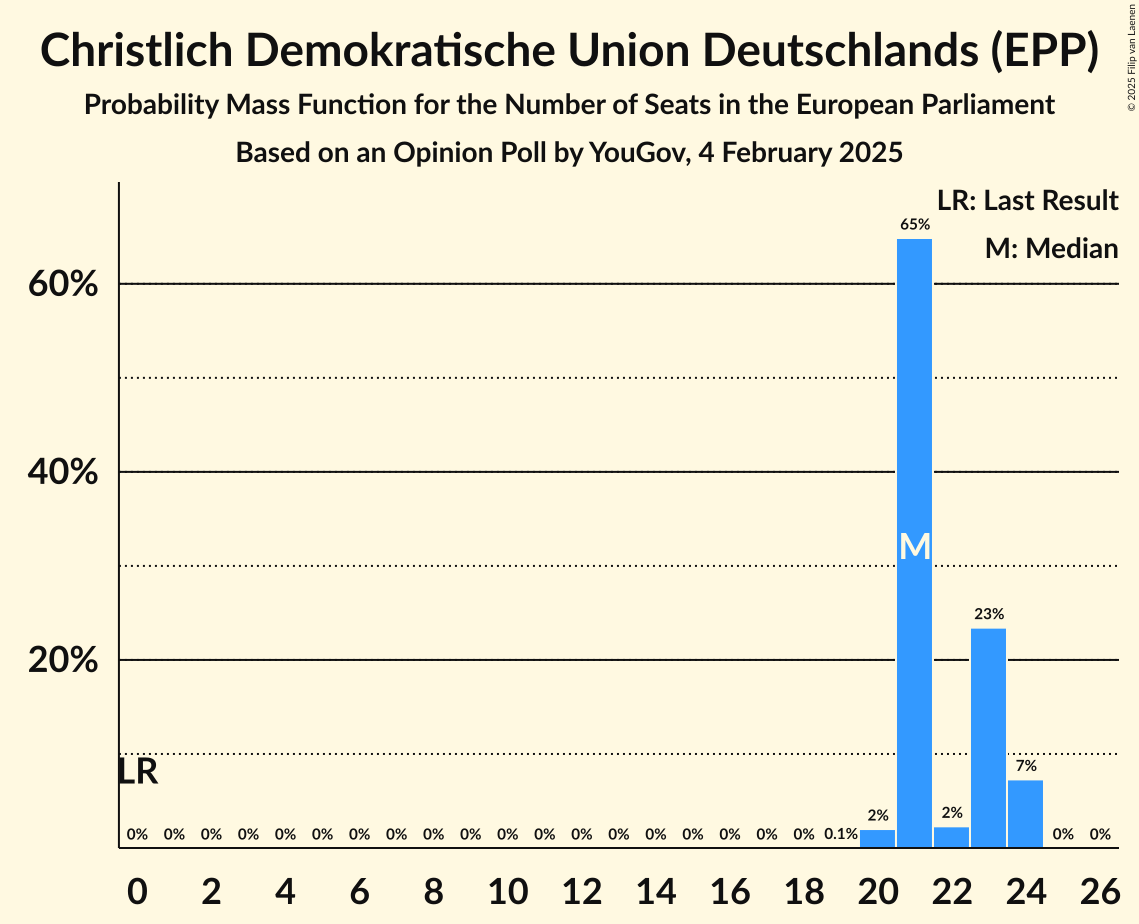 Christlich Demokratische Union Deutschlands (EPP)
Probability Mass Function for the Number of Seats in the European Parliament
Based on an Opinion Poll by YouGov, 4 February 2025
© 2025 Filip van Laenen
LR: Last Result
M: Median
65%
60%
40%
M
23%
20%
LR
7%
0% 0% 0% 0% 0% 0% 0% 0% 0% 0% 0% 0% 0% 0% 0% 0% 0% 0% 0% 0.1% 2% 2% 0% 0%
0 2 4 6 8 10 12 14 16 18 20 22 24 26